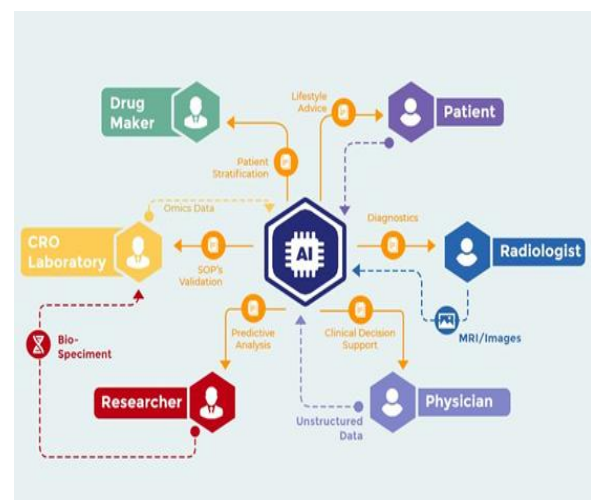 Drug
Maker
Lifestyle
Advice
Patient
Patient
Stratification
Omics Data
CRO
Laboratory
SOP's
Validation
AI
Diagnostics
Radiologist
Bio-
Speciment
Predictive
Analysis
Clinical Decision
Support
MRI/Images
Researcher
Unstructured
Data
Physician